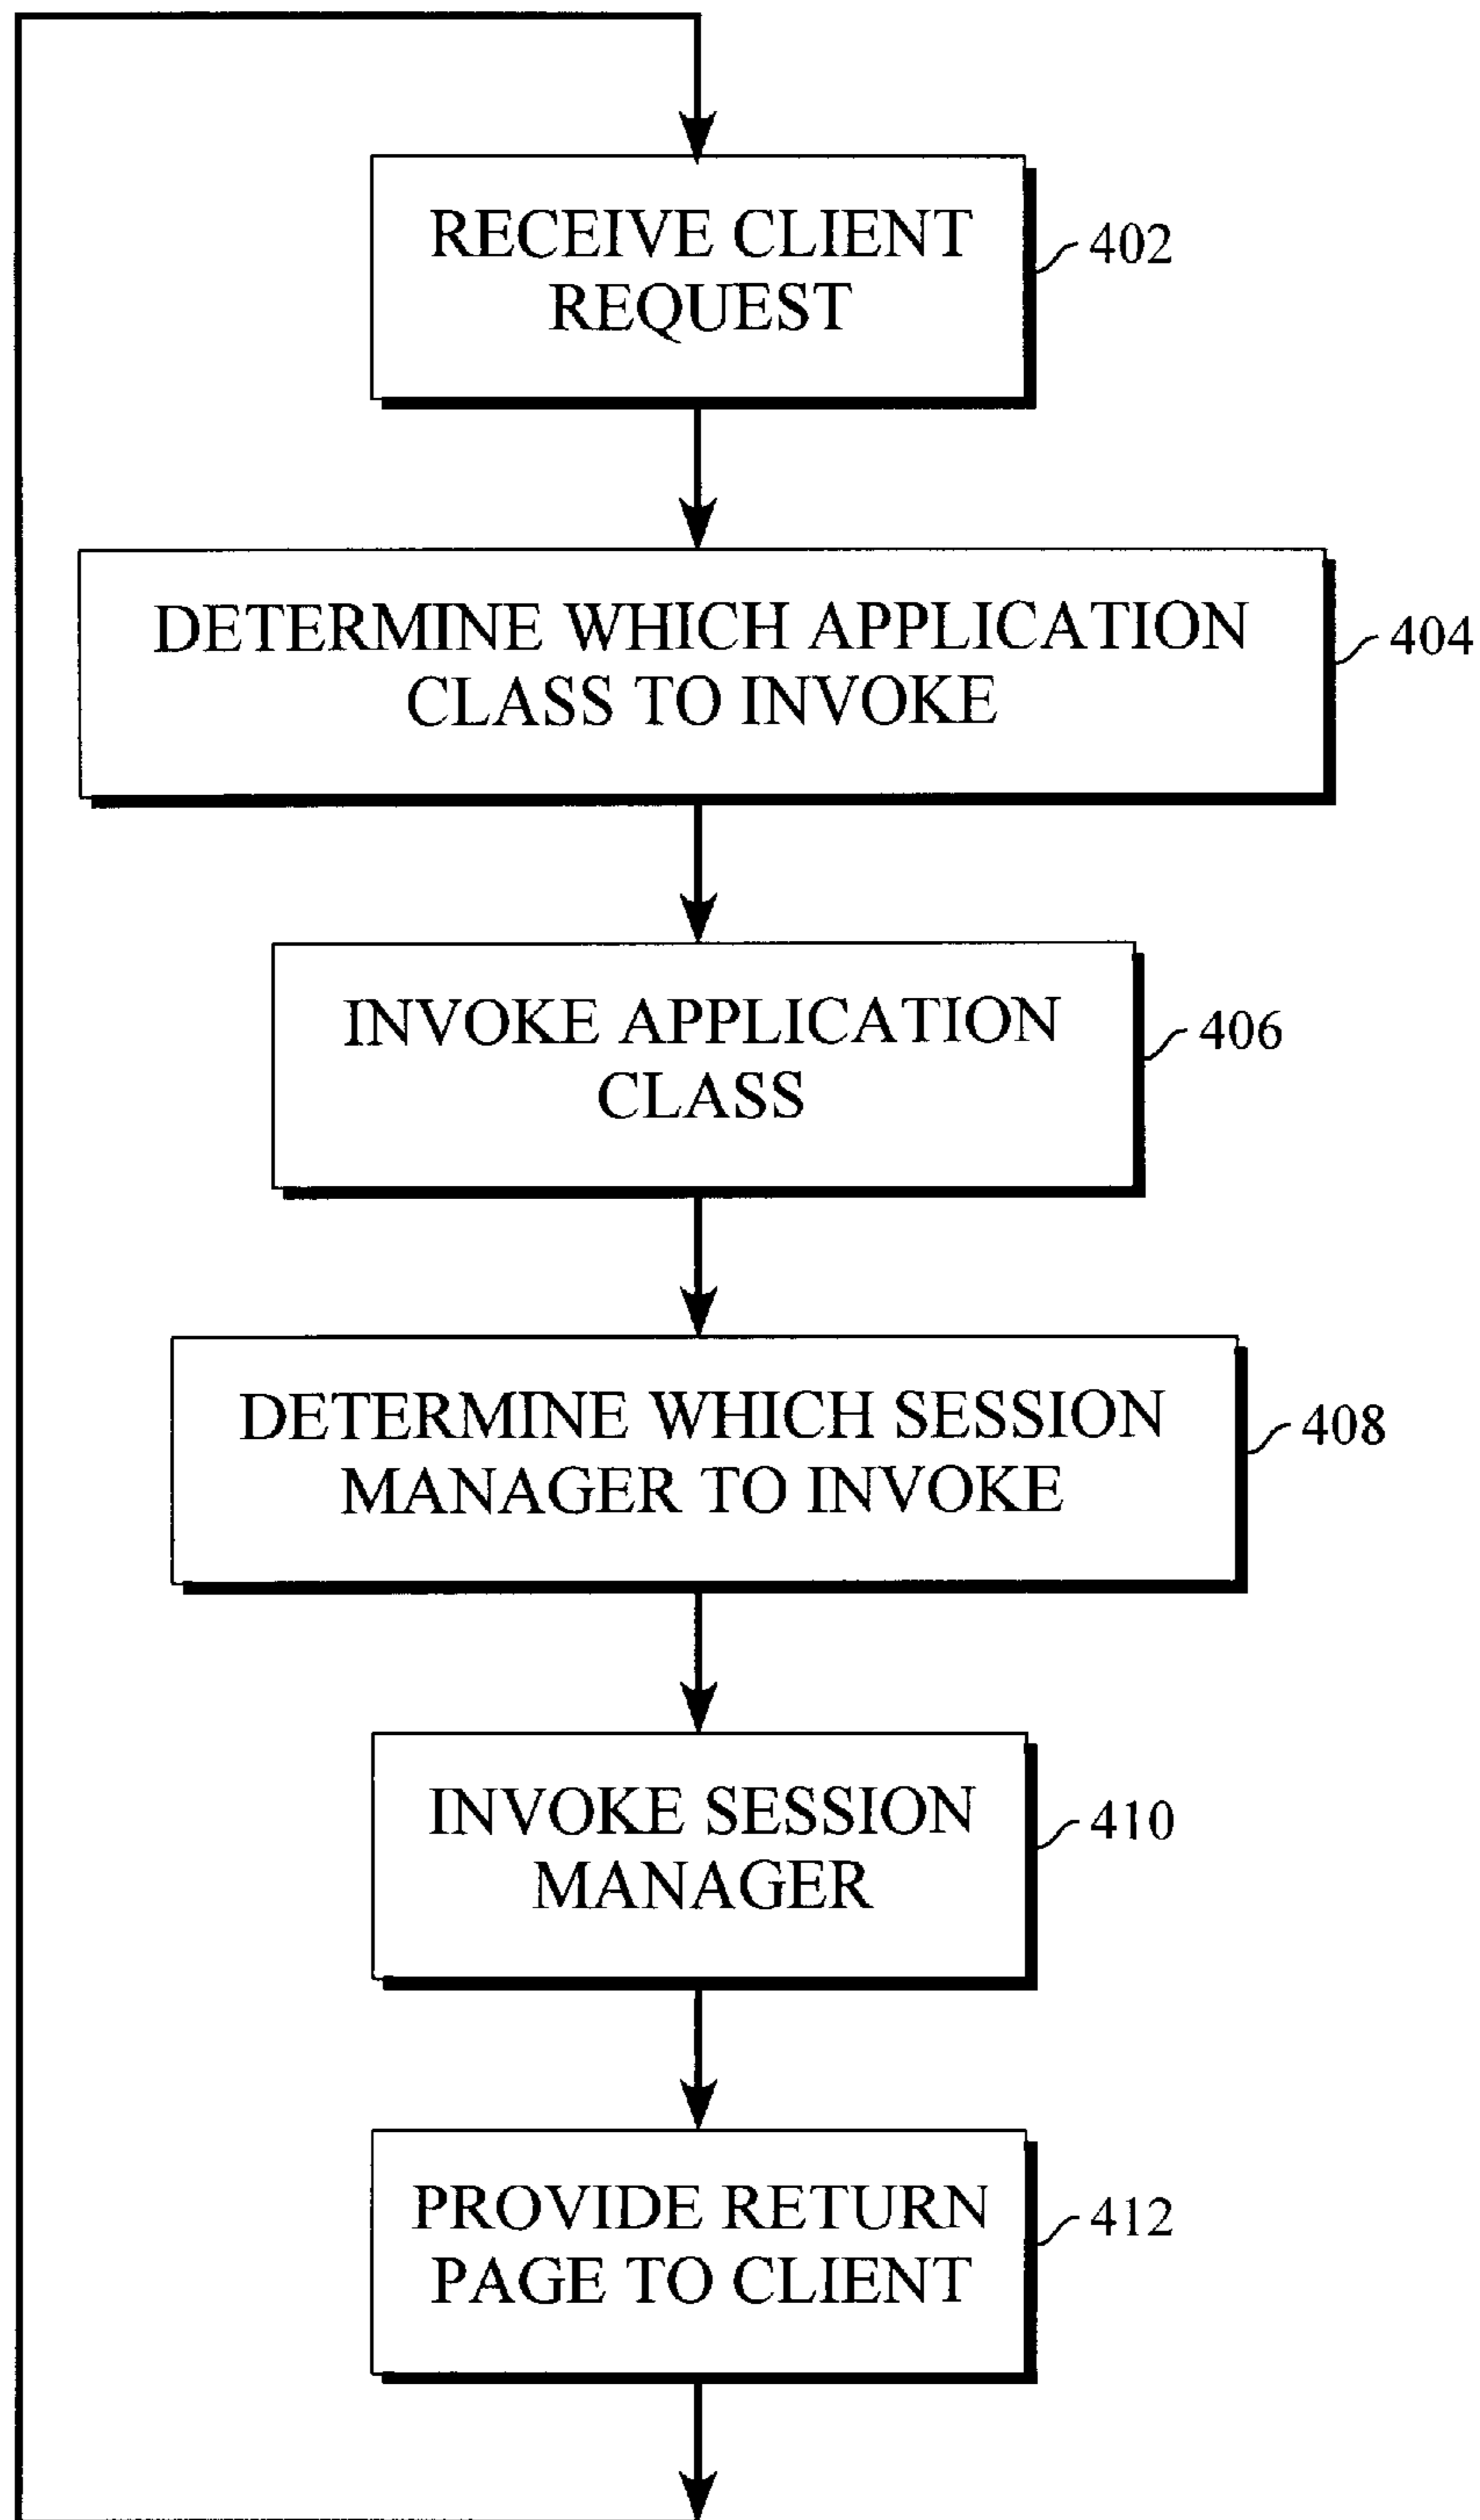 RECEIVE CLIENT
REQUEST
402
DETERMINE WHICH APPLICATION
CLASS TO INVOKE
404
INVOKE APPLICATION
CLASS
406
DETERMINE WHICH SESSION
MANAGER TO INVOKE
408
INVOKE SESSION
MANAGER
410
PROVIDE RETURN
PAGE TO CLIENT
412